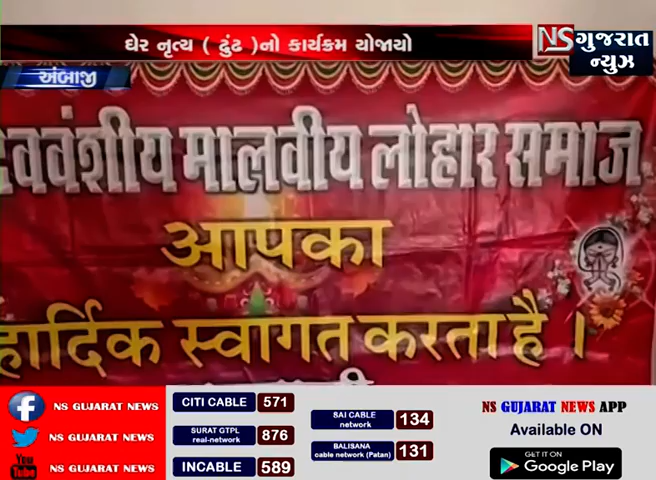 ઘેર નૃત્ય ( ઢુંઢ )નો કાર્યક્રમ યોજાયો
NS ગુજરાત
ન્યુઝ
અંબાજી
मालवीय लोहार समाज
आपका
हार्दिक स्वागत करता है ।
NS GUJARAT NEWS
NS GUJARAT NEWS
You Tube NS GUJARAT NEWS
CITI CABLE 571
SURAT GTPL
real-network 876
INCABLE 589
SAI CABLE
network 134
BALISANA
cable network (Patan) 131
NS GUJARAT NEWS APP
Available ON
GET IT ON
Google Play